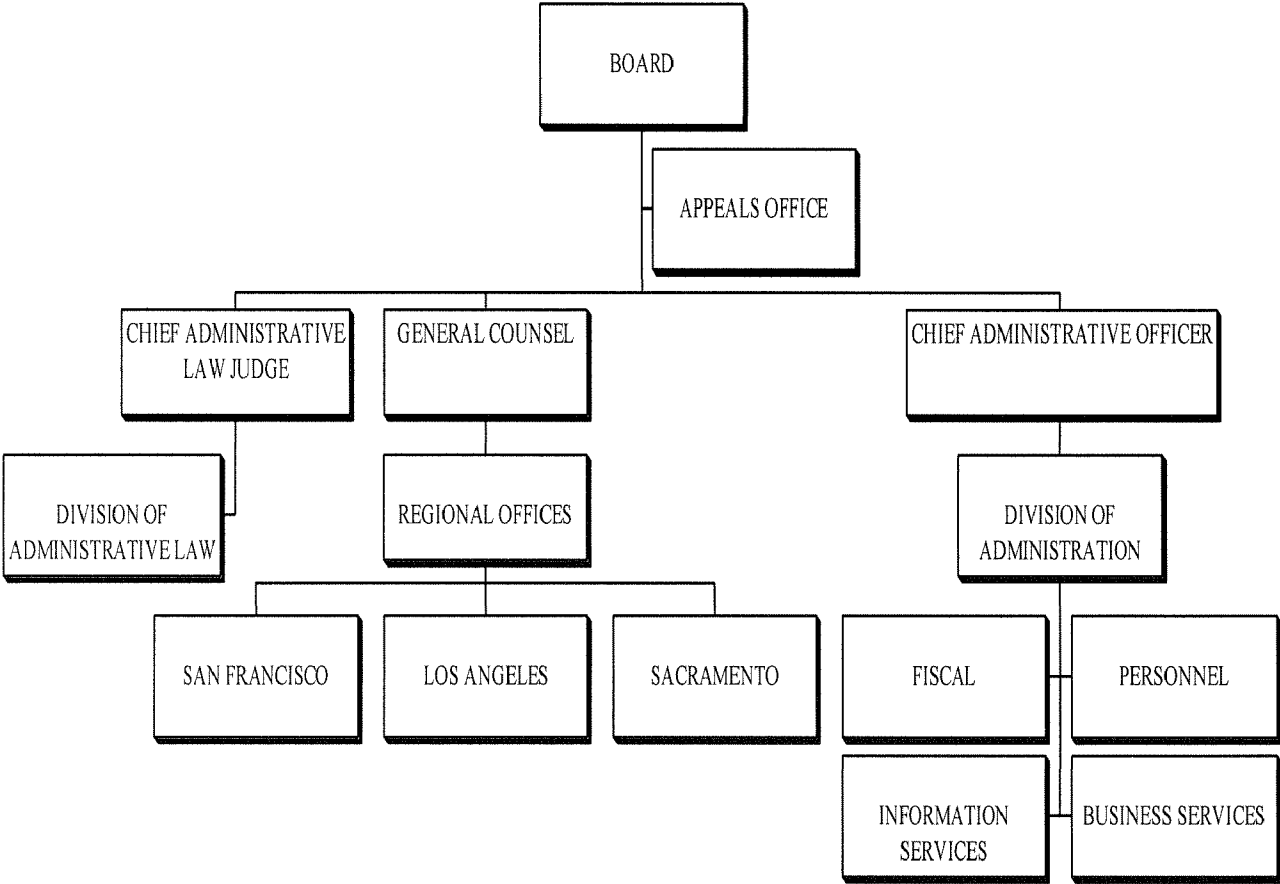 BOARD
APPEALS OFFICE
CHIEF ADMINISTRATIVE
LAW JUDGE
GENERAL COUNSEL
CHIEF ADMINISTRATIVE OFFICER
DIVISION OF
ADMINISTRATIVE LAW
REGIONAL OFFICES
DIVISION OF
ADMINISTRATION
SAN FRANCISCO
LOS ANGELES
SACRAMENTO
FISCAL
PERSONNEL
INFORMATION
SERVICES
BUSINESS SERVICES